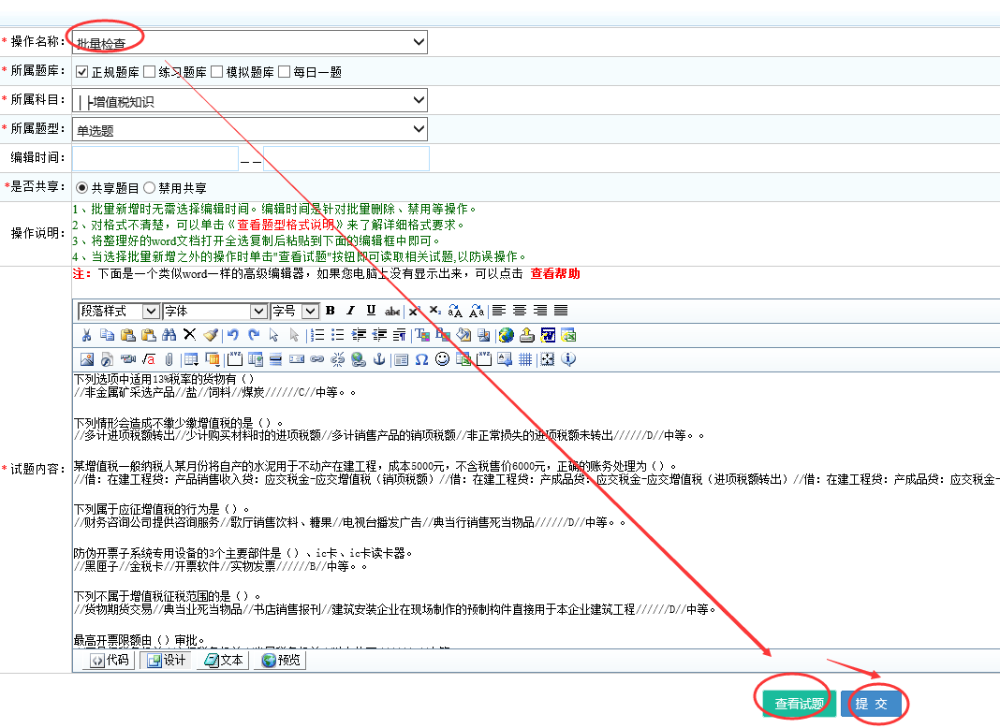 * 操作名称： 批量检查
* 所属题库： 正规题库 练习题库 模拟题库 每日一题
* 所属科目： | ├增值税知识
* 所属题型： 单选题
编辑时间： ——
*是否共享： 共享题目 禁用共享
操作说明：
1、批量新增时无需选择编辑时间。编辑时间是针对批量删除、禁用等操作。
2、对格式不清楚，可以单击《查看题型格式说明》来了解详细格式要求。
3、将整理好的word文档打开全选复制后粘贴到下面的编辑框中即可。
4、当选择批量新增之外的操作时单击"查看试题"按钮即可读取相关试题,以防误操作。
注：下面是一个类似word一样的高级编辑器，如果您电脑上没有显示出来，可以点击 查看帮助
段落样式 字体 字号 B I U abc
* 试题内容：
下列选项中适用13%税率的货物有（）
//非金属矿采选产品//盐//饲料//煤炭//////C//中等。。
下列情形会造成不缴少缴增值税的是（）。
//多计进项税额转出//少计购买材料时的进项税额//多计销售产品的销项税额//非正常损失的进项税额未转出//////D//中等。。
某增值税一般纳税人某月份将自产的水泥用于不动产在建工程，成本5000元，不含税售价6000元，正确的账务处理为（）。
//借：在建工程贷：产品销售收入贷：应交税金-应交增值税（销项税额）//借：在建工程贷：产成品贷：应交税金-应交增值税（进项税额转出）//借：在建工程贷：产成品贷：应交税金-
下列属于应征增值税的行为是（）。
//财务咨询公司提供咨询服务//歌厅销售饮料、糖果//电视台播发广告//典当行销售死当物品//////D//中等。。
防伪开票子系统专用设备的3个主要部件是（）、ic卡、ic卡读卡器。
//黑匣子//金税卡//开票软件//实物发票//////B//中等。。
下列不属于增值税征税范围的是（）。
//货物期货交易//典当业死当物品//书店销售报刊//建筑安装企业在现场制作的预制构件直接用于本企业建筑工程//////D//中等。
最高开票限额由（）审批。
代码 设计 文本 预览
查看试题 提 交